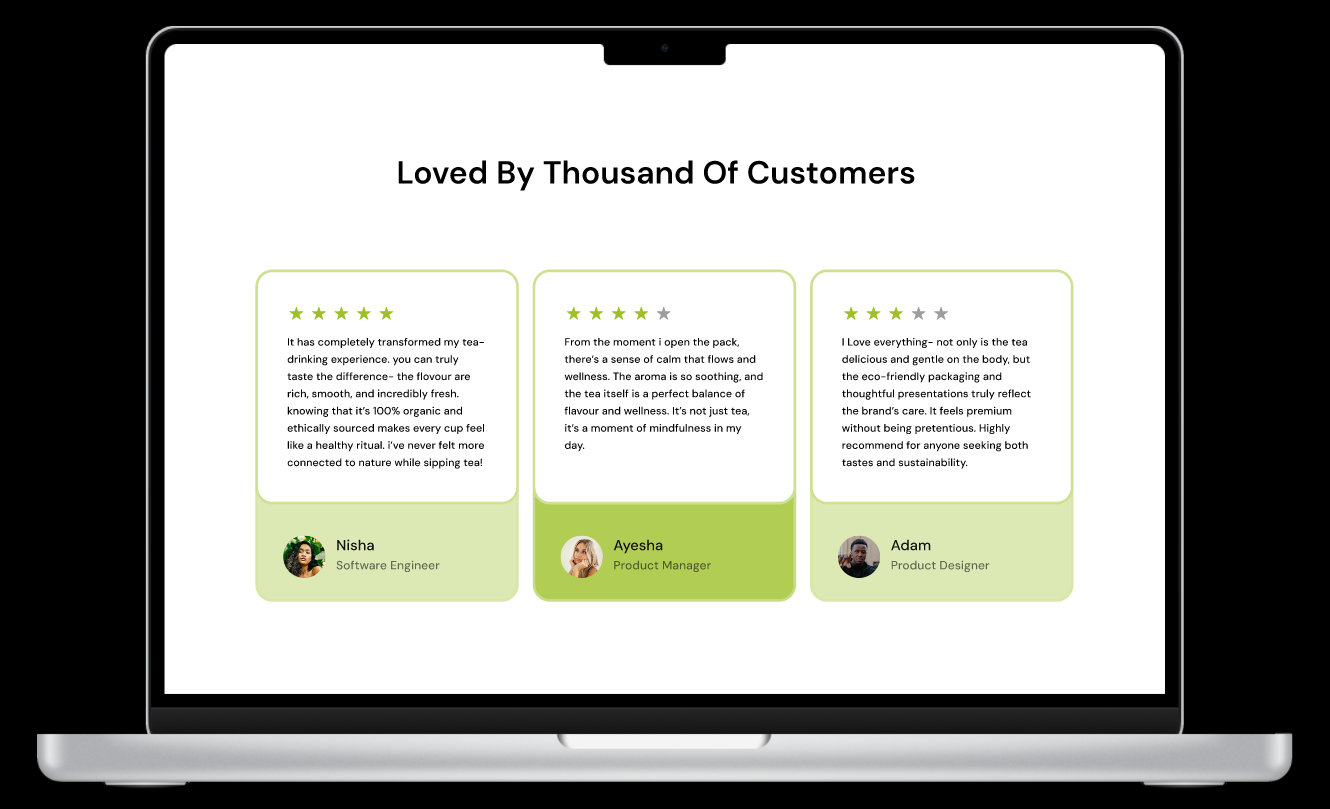 Loved By Thousand Of Customers
It has completely transformed my tea-
drinking experience. you can truly
taste the difference- the flovour are
rich, smooth, and incredibly fresh.
knowing that it's 100% organic and
ethically sourced makes every cup feel
like a healthy ritual. i've never felt more
connected to nature while sipping tea!
Nisha
Software Engineer
From the moment i open the pack,
there's a sense of calm that flows and
wellness. The aroma is so soothing, and
the tea itself is a perfect balance of
flavour and wellness. It's not just tea,
it's a moment of mindfulness in my
day.
Ayesha
Product Manager
I Love everything- not only is the tea
delicious and gentle on the body, but
the eco-friendly packaging and
thoughtful presentations truly reflect
the brand's care. It feels premium
without being pretentious. Highly
recommend for anyone seeking both
tastes and sustainability.
Adam
Product Designer